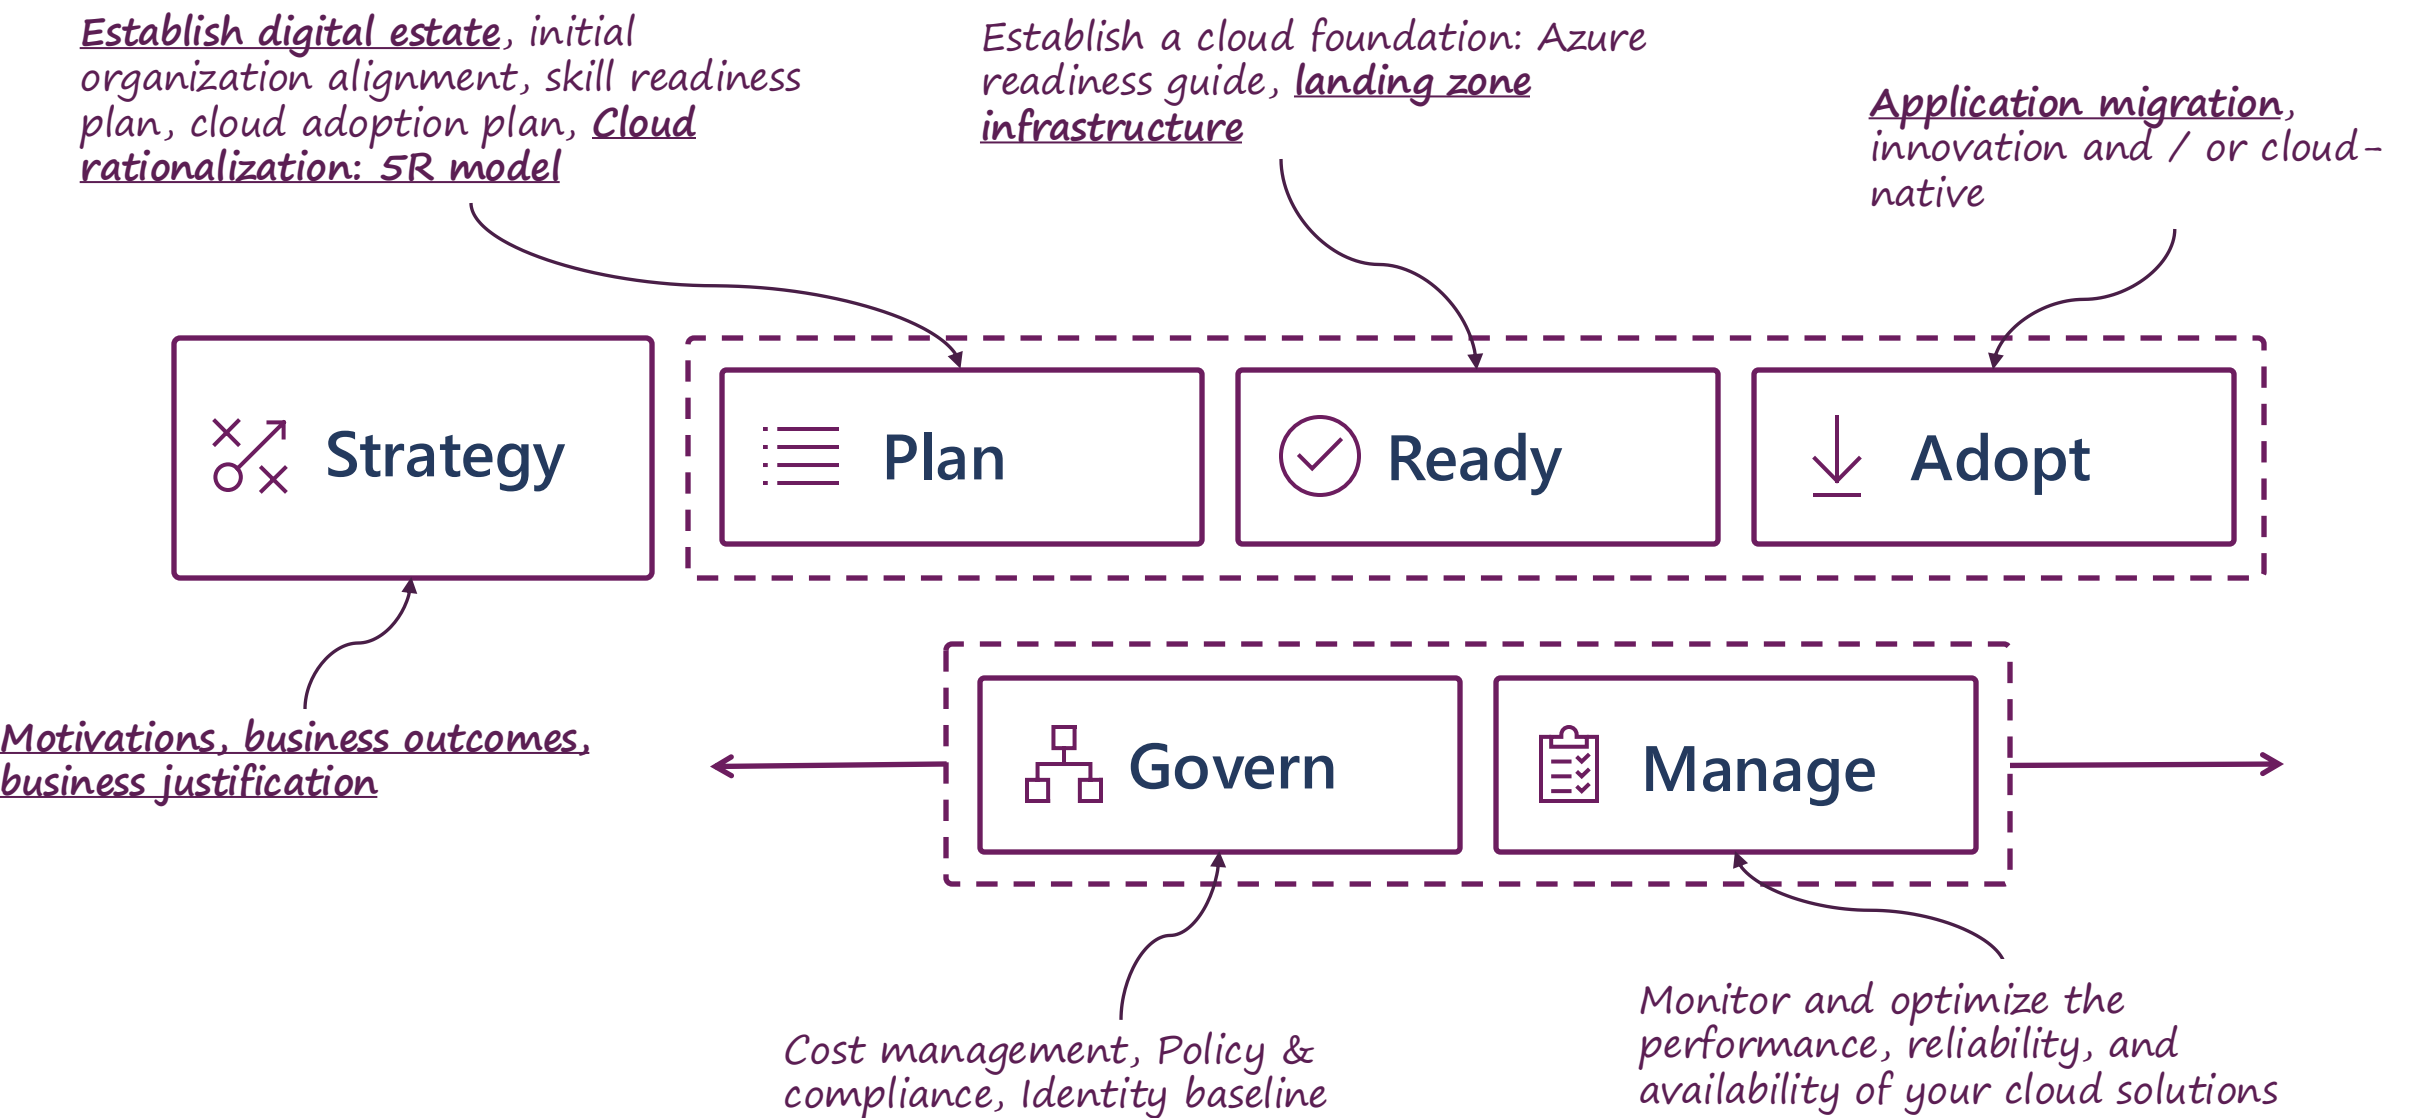 Establish digital estate, initial
organization alignment, skill readiness
plan, cloud adoption plan, Cloud
rationalization: 5R model
Establish a cloud foundation: Azure
readiness guide, landing zone
infrastructure
Application migration,
innovation and / or cloud-
native
Strategy
Plan
Ready
Adopt
Motivations, business outcomes,
business justification
Govern
Manage
Cost management, Policy &
compliance, Identity baseline
Monitor and optimize the
performance, reliability, and
availability of your cloud solutions